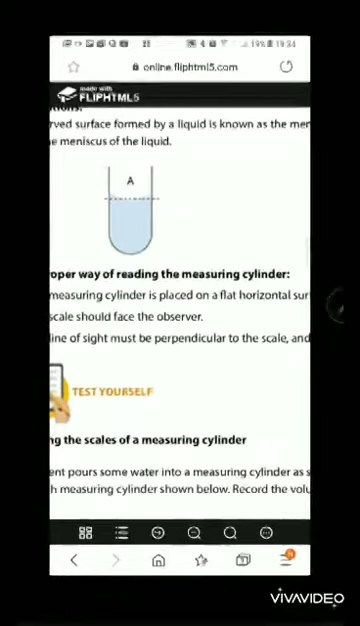 19% 19:34
online.fliphtml5.com
made with
FLIPHTML5
rved surface formed by a liquid is known as the men
e meniscus of the liquid.
A
oper way of reading the measuring cylinder:
measuring cylinder is placed on a flat horizontal sur
scale should face the observer.
line of sight must be perpendicular to the scale, and
TEST YOURSELF
ng the scales of a measuring cylinder
ent pours some water into a measuring cylinder as s
h measuring cylinder shown below. Record the volu
VIVAVIDEO